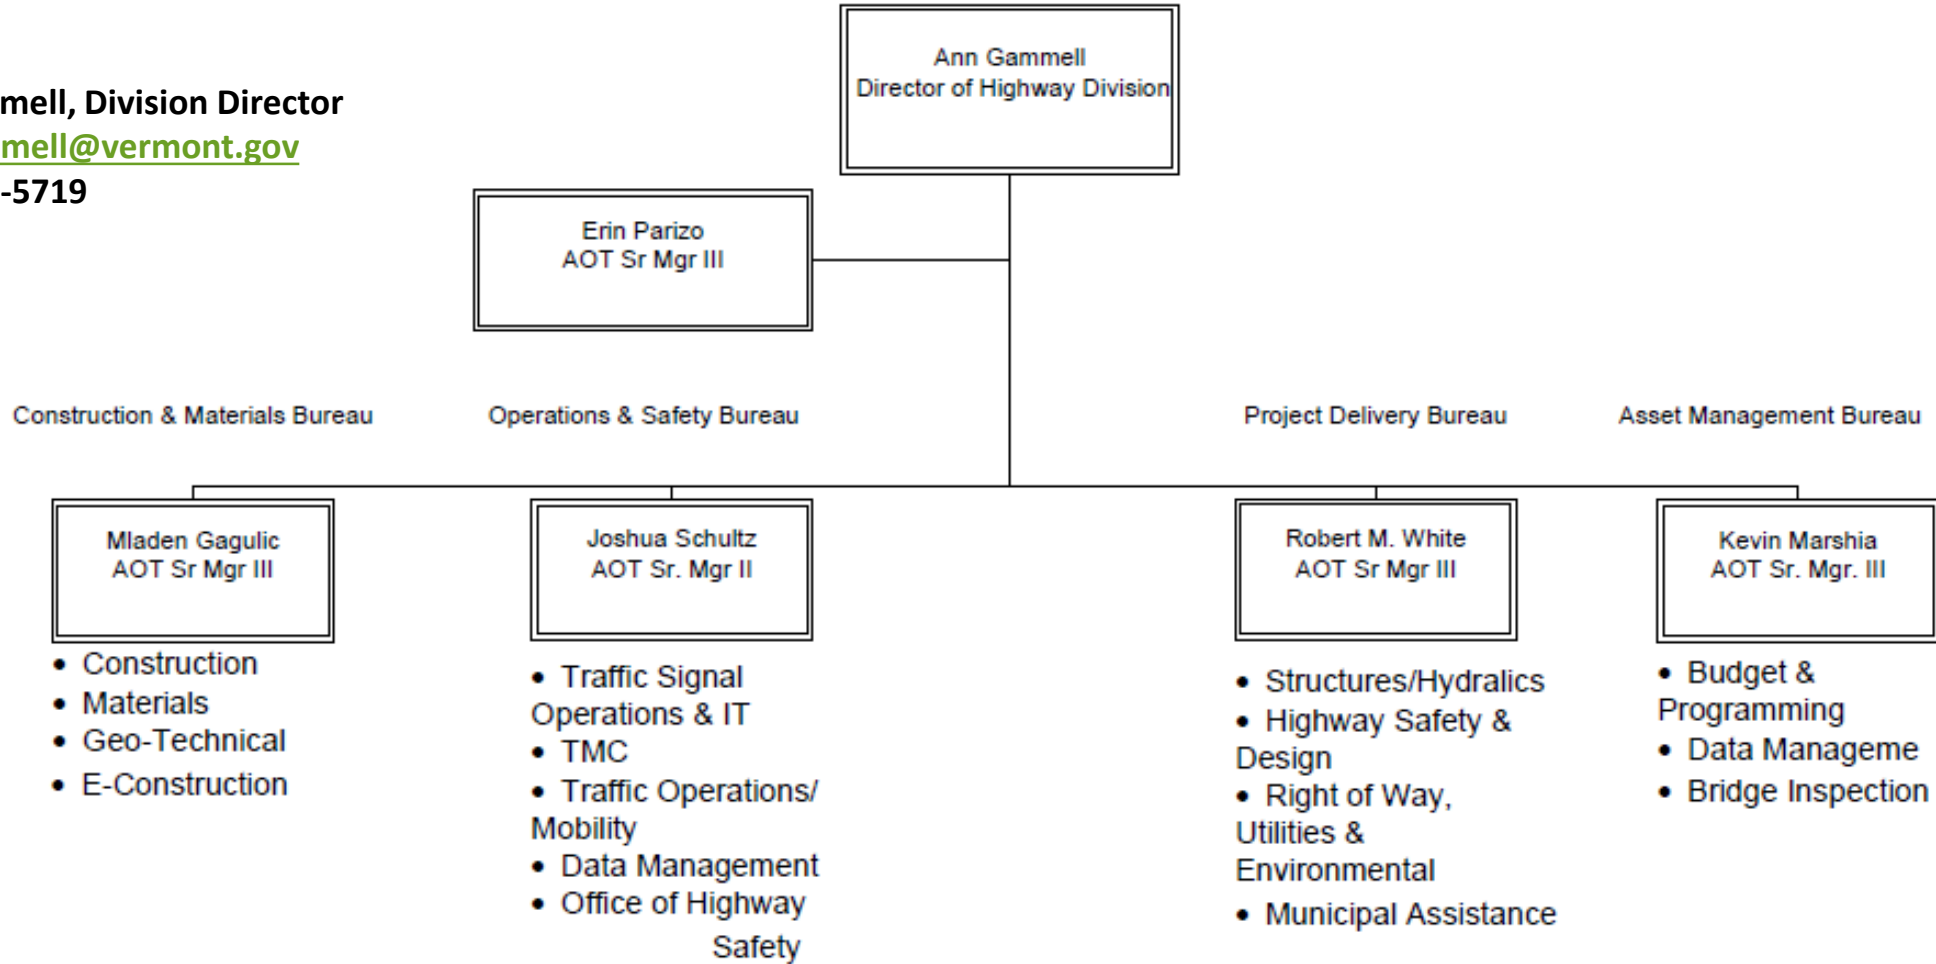 Ann Gammell
Director of Highway Division
mell, Division Director
mell@vermont.gov
-5719
Erin Parizo
AOT Sr Mgr III
Construction & Materials Bureau
Operations & Safety Bureau
Project Delivery Bureau
Asset Management Bureau
Mladen Gagulic
AOT Sr Mgr III
• Construction
• Materials
• Geo-Technical
• E-Construction
Joshua Schultz
AOT Sr. Mgr II
• Traffic Signal
Operations & IT
• TMC
• Traffic Operations/
Mobility
• Data Management
• Office of Highway
Safety
Robert M. White
AOT Sr Mgr III
• Structures/Hydralics
• Highway Safety &
Design
• Right of Way,
Utilities &
Environmental
• Municipal Assistance
Kevin Marshia
AOT Sr. Mgr. III
• Budget &
Programming
• Data Manageme
• Bridge Inspection